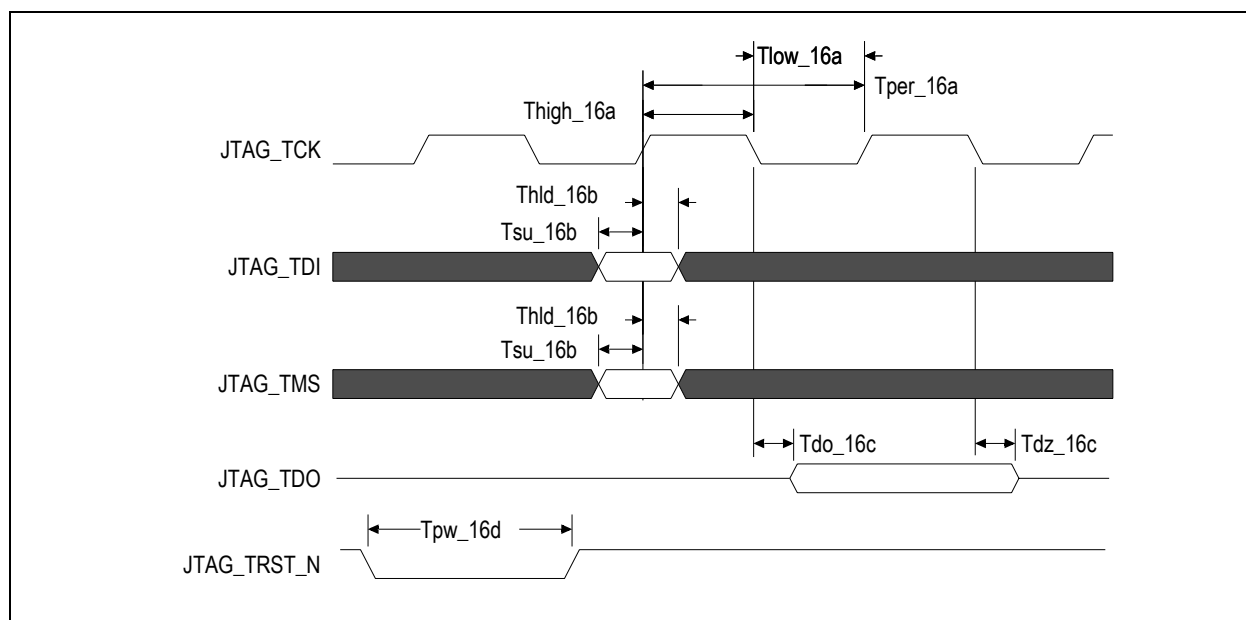 Tlow_16a
Tper_16a
Thigh_16a
JTAG_TCK
Thld_16b
Tsu_16b
JTAG_TDI
Thld_16b
Tsu_16b
JTAG_TMS
Tdo_16c
Tdz_16c
JTAG_TDO
Tpw_16d
JTAG_TRST_N